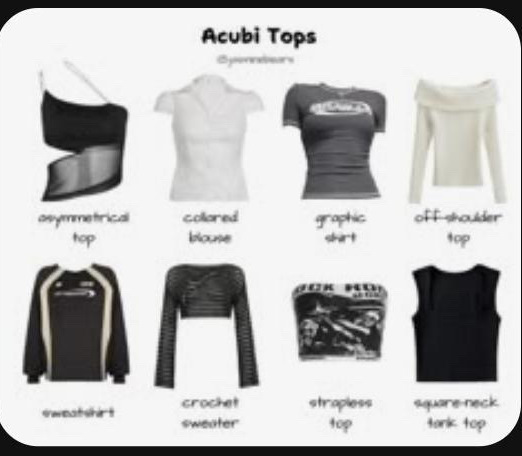 Acubi Tops
asymmetrical
top
collared
blouse
graphic
shirt
off-shoulder
top
sweatshirt
crochet
sweater
strapless
top
square-neck
tank top